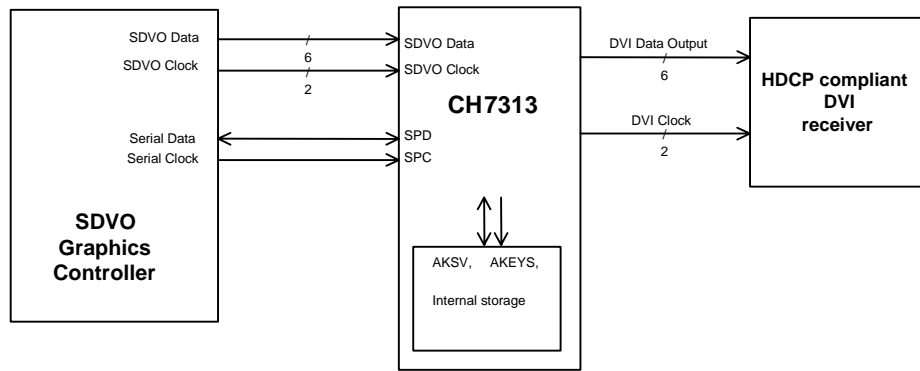 SDVO Data
SDVO Clock
Serial Data
Serial Clock
SDVO
Graphics
Controller
6
2
SDVO Data
SDVO Clock
CH7313
SPD
SPC
AKSV, AKEYS,
Internal storage
DVI Data Output
6
DVI Clock
2
HDCP compliant
DVI
receiver